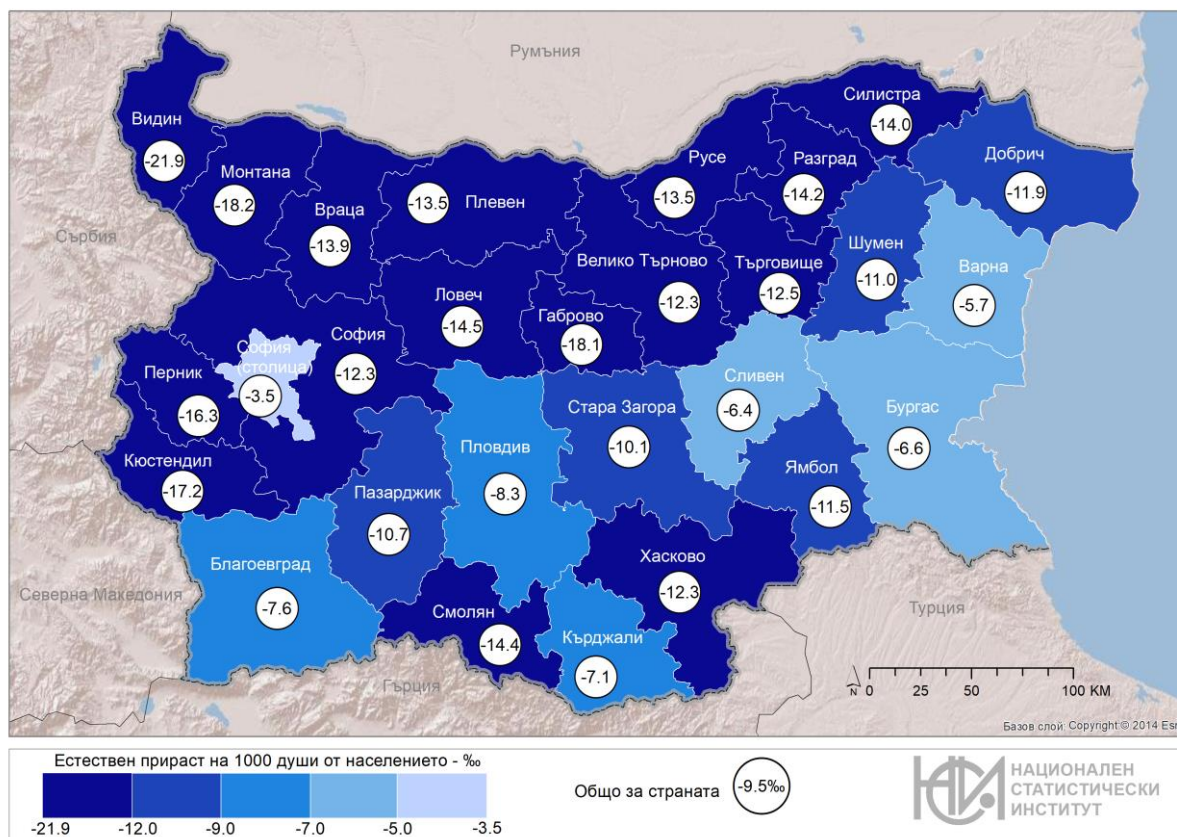 Румъния
Силистра
-14.0
Видин
-21.9
Русе
-13.5
Разград
-14.2
Добрич
-11.9
Монтана
-18.2
Враца
-13.9
-13.5
Плевен
Сърбия
Шумен
-11.0
Варна
-5.7
Велико Търново
-12.3
Търговище
-12.5
Ловеч
-14.5
Габрово
-18.1
София
-12.3
София
(столица)
-3.5
Перник
-16.3
Сливен
-6.4
Стара Загора
-10.1
Бургас
-6.6
Пловдив
-8.3
Кюстендил
-17.2
Ямбол
-11.5
Пазарджик
-10.7
Хасково
-12.3
Благоевград
-7.6
Северна Македония
Смолян
-14.4
Кърджали
-7.1
Турция
Гърция
N
0 25 50 100 KM
Базов слой: Copyright © 2014 Esr
Естествен прираст на 1000 души от населението - ‰
-21.9 -12.0 -9.0 -7.0 -5.0 -3.5
Общо за страната
-9.5‰
НСИ
НАЦИОНАЛЕН
СТАТИСТИЧЕСКИ
ИНСТИТУТ